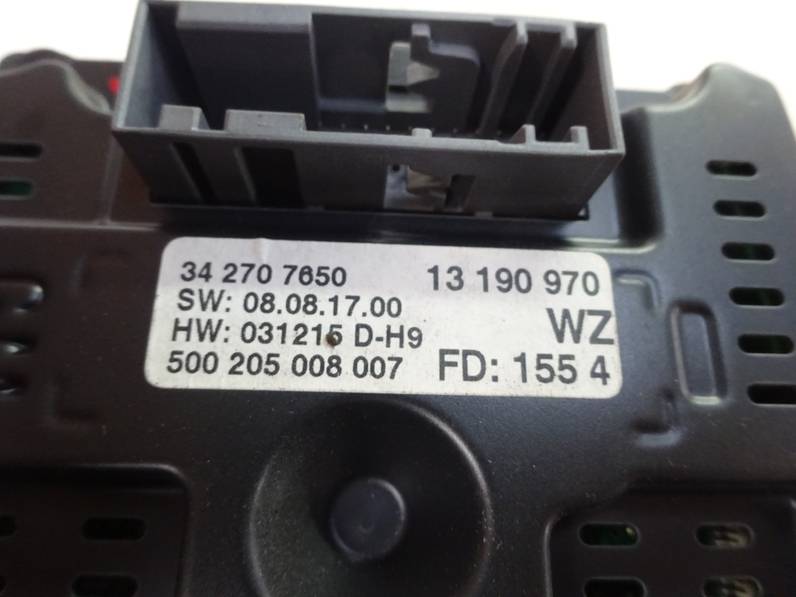 34 270 7650 13 190 970
SW: 08.08.17.00 WZ
HW: 031215 D-H9
500 205 008 007 FD: 155 4